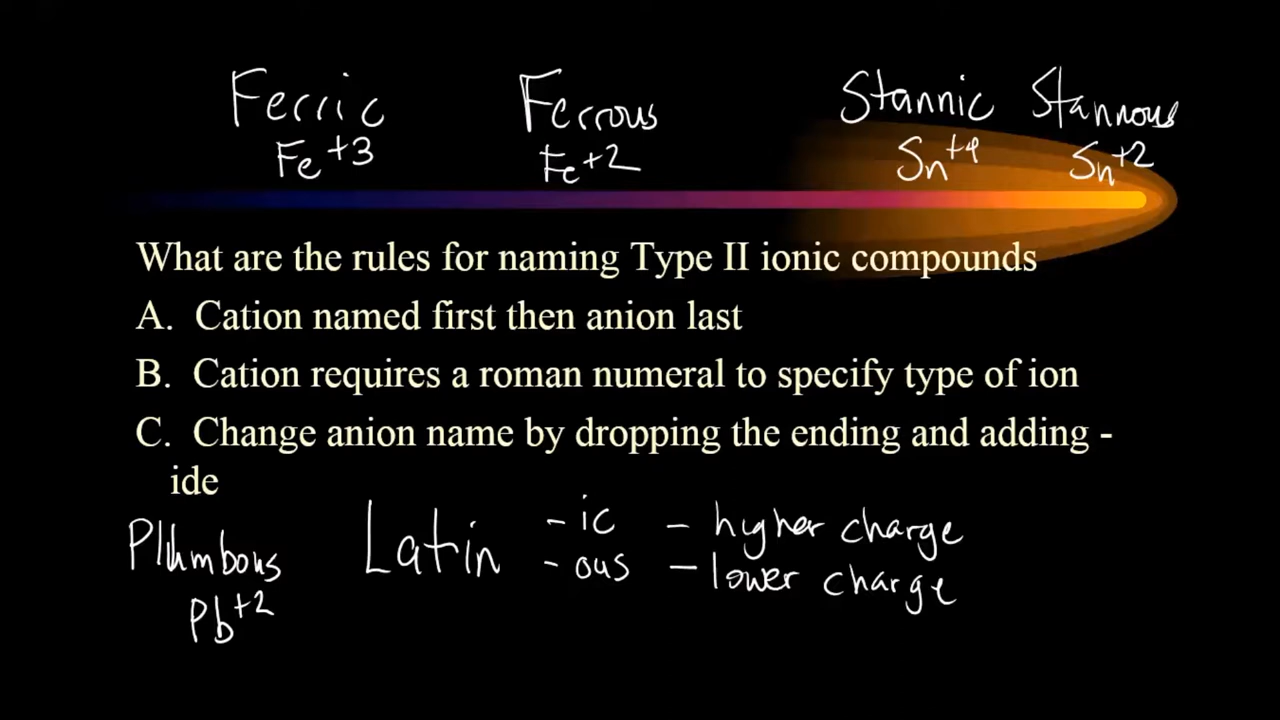 Ferric Ferrous Stannic Stannous
Fe+3 Fe+2 Sn+4 Sn+2
What are the rules for naming Type II ionic compounds
A. Cation named first then anion last
B. Cation requires a roman numeral to specify type of ion
C. Change anion name by dropping the ending and adding -
ide
Plumbous Latin -ic - higher charge
-ous - lower charge
Pb+2